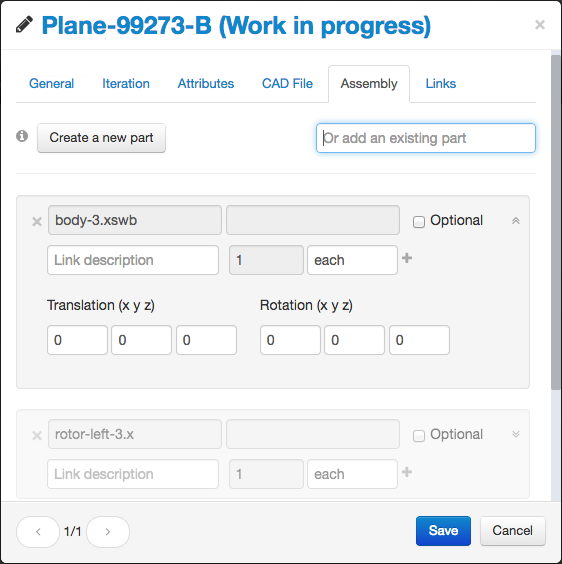 Plane-99273-B (Work in progress) ×
General Iteration Attributes CAD File Assembly Links
Create a new part Or add an existing part
body-3.xswb Optional
Link description 1 each
Translation (x y z) Rotation (x y z)
0 0 0 0 0 0
rotor-left-3.x Optional
Link description 1 each
1/1 Save Cancel